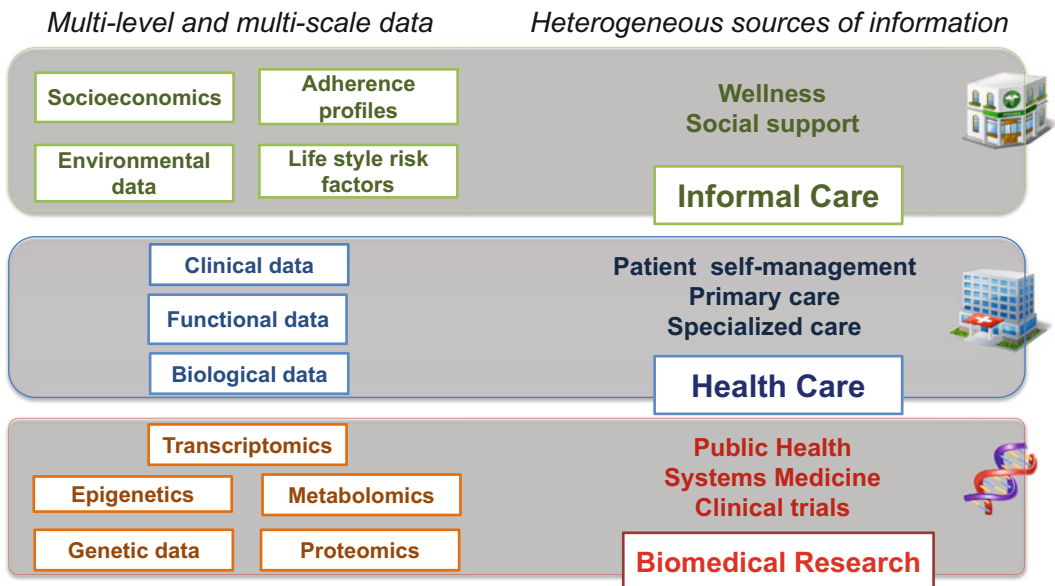 Multi-level and multi-scale data
Heterogeneous sources of information
Socioeconomics
Adherence
profiles
Environmental
data
Life style risk
factors
Wellness
Social support
Informal Care
Clinical data
Functional data
Biological data
Patient self-management
Primary care
Specialized care
Health Care
Transcriptomics
Epigenetics
Metabolomics
Genetic data
Proteomics
Public Health
Systems Medicine
Clinical trials
Biomedical Research